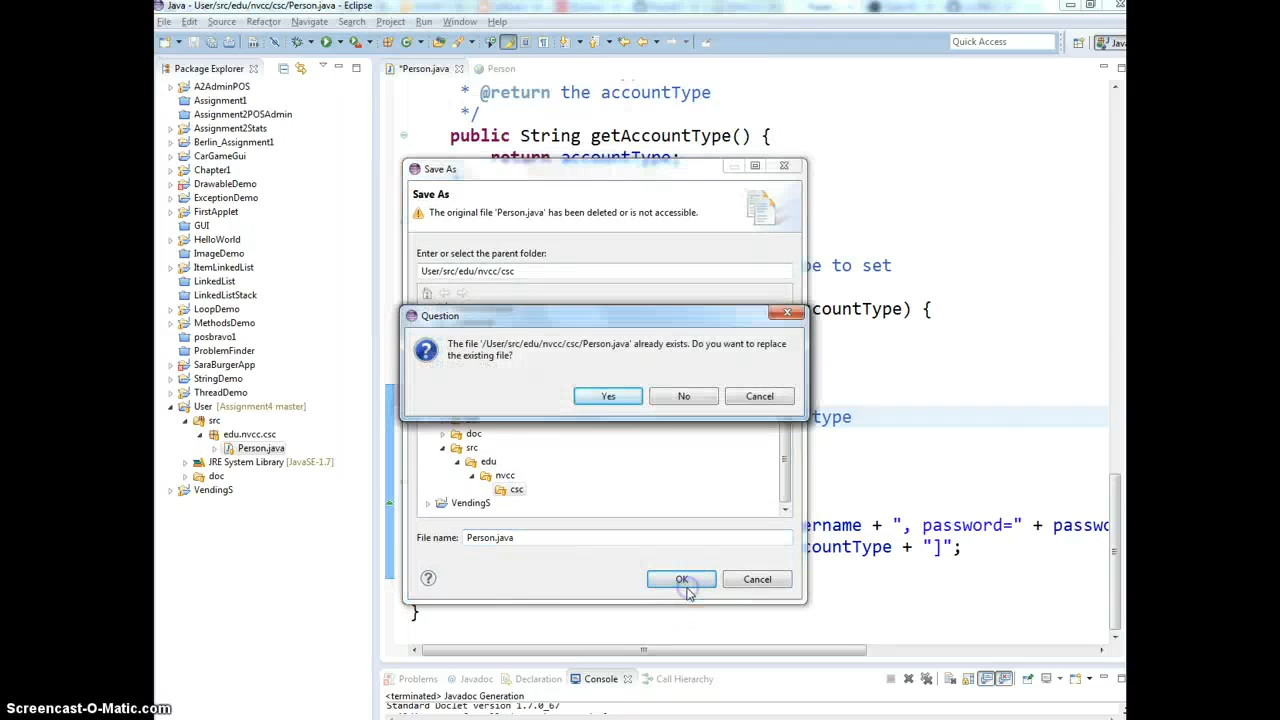 Java - User/src/edu/nvcc/csc/Person.java - Eclipse
File Edit Source Refactor Navigate Search Project Run Window Help
Quick Access
Java
Package Explorer
A2AdminPOS
Assignment1
Assignment2POSAdmin
Assignment2Stats
Berlin_Assignment1
CarGameGui
Chapter1
DrawableDemo
ExceptionDemo
FirstApplet
GUI
HelloWorld
ImageDemo
ItemLinkedList
LinkedList
LinkedListStack
LoopDemo
MethodsDemo
posbravo1
ProblemFinder
SaraBurgerApp
StringDemo
ThreadDemo
User [Assignment4 master]
src
edu.nvcc.csc
Person.java
JRE System Library [JavaSE-1.7]
doc
VendingS
*Person.java
Person
* @return the accountType
*/
public String getAccountType() {
return accountType;
pe to set
countType) {
type
ername + ", password=" + passwo
countType + "]";
}
Save As
Save As
The original file 'Person.java' has been deleted or is not accessible.
Enter or select the parent folder:
User/src/edu/nvcc/csc
Question
The file '/User/src/edu/nvcc/csc/Person.java' already exists. Do you want to replace
the existing file?
Yes No Cancel
doc
src
edu
nvcc
csc
VendingS
File name: Person.java
OK Cancel
Problems Javadoc Declaration Console Call Hierarchy
<terminated> Javadoc Generation
Standard Doclet version 1.7.0_67
Screencast-O-Matic.com